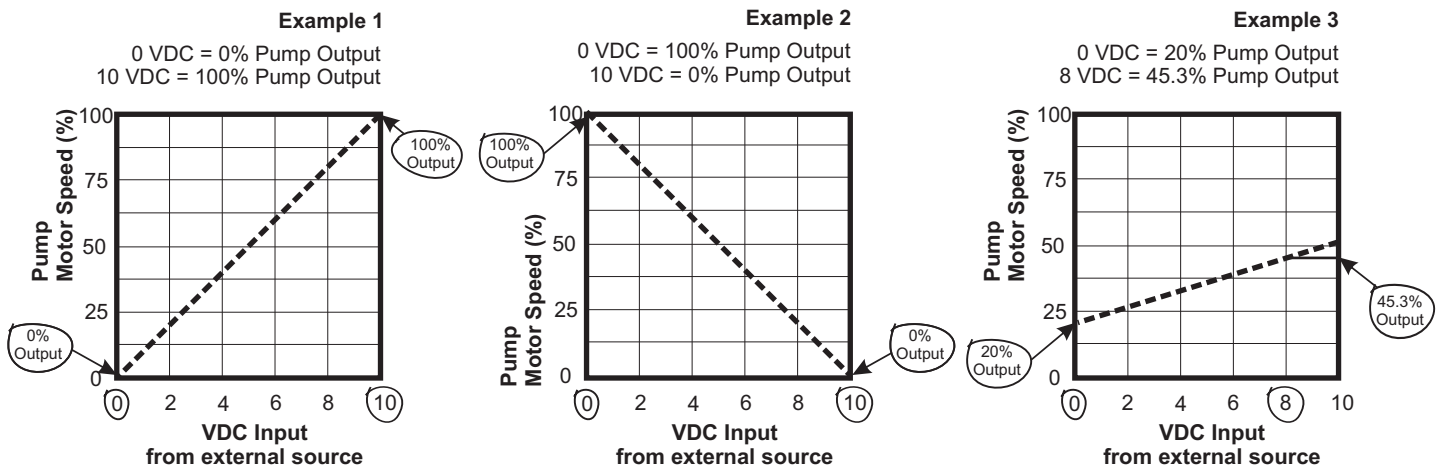 Example 1
0 VDC = 0% Pump Output
10 VDC = 100% Pump Output
100
75
50
25
0
Pump
Motor Speed (%)
100%
Output
0%
Output
0 2 4 6 8 10
VDC Input
from external source
Example 2
0 VDC = 100% Pump Output
10 VDC = 0% Pump Output
100
75
50
25
0
Pump
Motor Speed (%)
100%
Output
0%
Output
0 2 4 6 8 10
VDC Input
from external source
Example 3
0 VDC = 20% Pump Output
8 VDC = 45.3% Pump Output
100
75
50
25
0
Pump
Motor Speed (%)
45.3%
Output
20%
Output
0 2 4 6 8 10
VDC Input
from external source